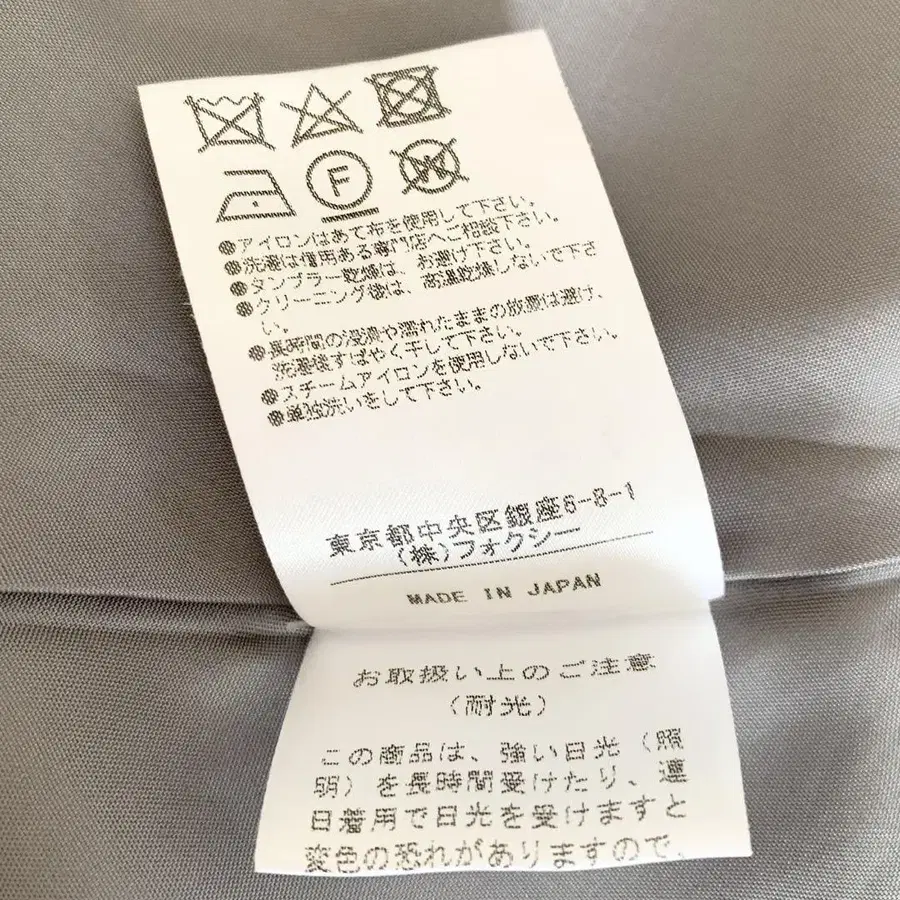 F
W
●アイロンはあて布を使用して下さい。
●洗濯は信用ある専門店へご相談下さい。
●タンブラー乾燥は、お避け下さい。
●クリーニング後は、高温乾燥しないで下さ
い。
●長時間の浸漬や濡れたままの放置は避け、
洗濯後すばやく干して下さい。
●スチームアイロンを使用しないで下さい。
●単独洗いをして下さい。
東京都中央区銀座6-8-1
(株)フォクシー
MADE IN JAPAN
お取扱い上のご注意
(耐光)
この商品は、強い日光(照
明)を長時間受けたり、連
日着用で日光を受けますと
変色の恐れがありますので、